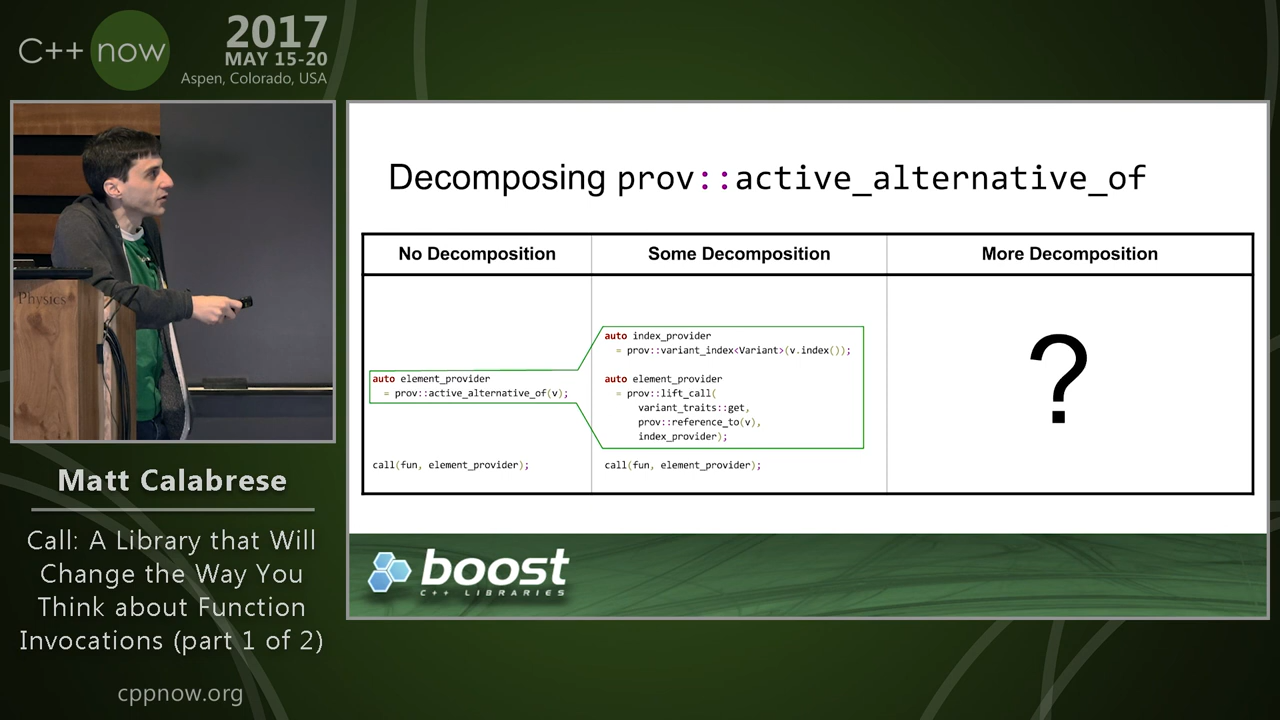 C++ now
2017
MAY 15-20
Aspen, Colorado, USA
Physics
Matt Calabrese
Call: A Library that Will
Change the Way You
Think about Function
Invocations (part 1 of 2)
cppnow.org
Decomposing prov::active_alternative_of
No Decomposition
Some Decomposition
More Decomposition
auto element_provider
= prov::active_alternative_of(v);
call(fun, element_provider);
auto index_provider
= prov::variant_index<Variant>(v.index());
auto element_provider
= prov::lift_call(
variant_traits::get,
prov::reference_to(v),
index_provider);
call(fun, element_provider);
?
boost
C++ LIBRARIES